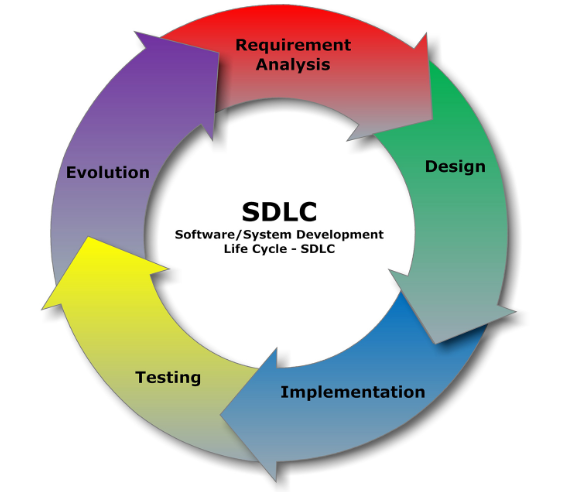 Requirement
Analysis
Design
Implementation
Testing
Evolution
SDLC
Software/System Development
Life Cycle - SDLC